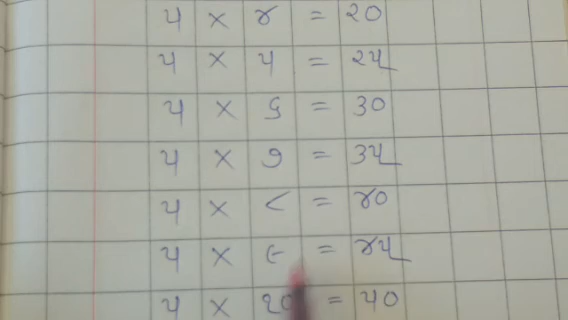 ૫ × ૪ = ૨૦
૫ × ૫ = ૨૫
૫ × ૬ = ૩૦
૫ × ૭ = ૩૫
૫ × ૮ = ૪૦
૫ × ૯ = ૪૫
૫ × ૧૦ = ૫૦